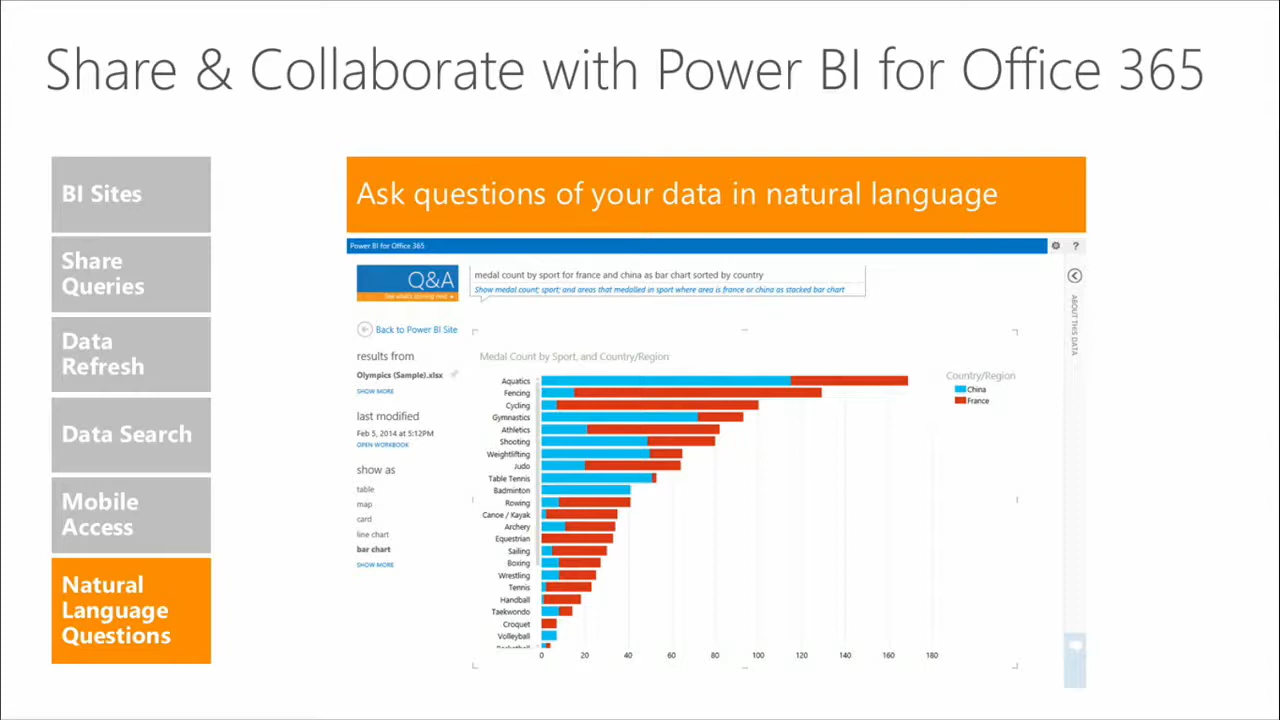 Share & Collaborate with Power BI for Office 365
BI Sites
Share
Queries
Data
Refresh
Data Search
Mobile
Access
Natural
Language
Questions
Ask questions of your data in natural language
Power BI for Office 365
?
Q&A
medal count by sport for france and china as bar chart sorted by country
Show medal count; sport; and areas that medalled in sport where area is france or china as stacked bar chart
Back to Power BI Site
results from
Olympics (Sample).xlsx
SHOW MORE
last modified
Feb 5, 2014 at 5:12PM
OPEN WORKBOOK
show as
table
map
card
line chart
bar chart
SHOW MORE
Medal Count by Sport, and Country/Region
Aquatics
Fencing
Cycling
Gymnastics
Athletics
Shooting
Weightlifting
Judo
Table Tennis
Badminton
Rowing
Canoe / Kayak
Archery
Equestrian
Sailing
Boxing
Wrestling
Tennis
Handball
Taekwondo
Croquet
Volleyball
0 20 40 60 80 100 120 140 160 180
Country/Region
China
France
ABOUT THIS DATA